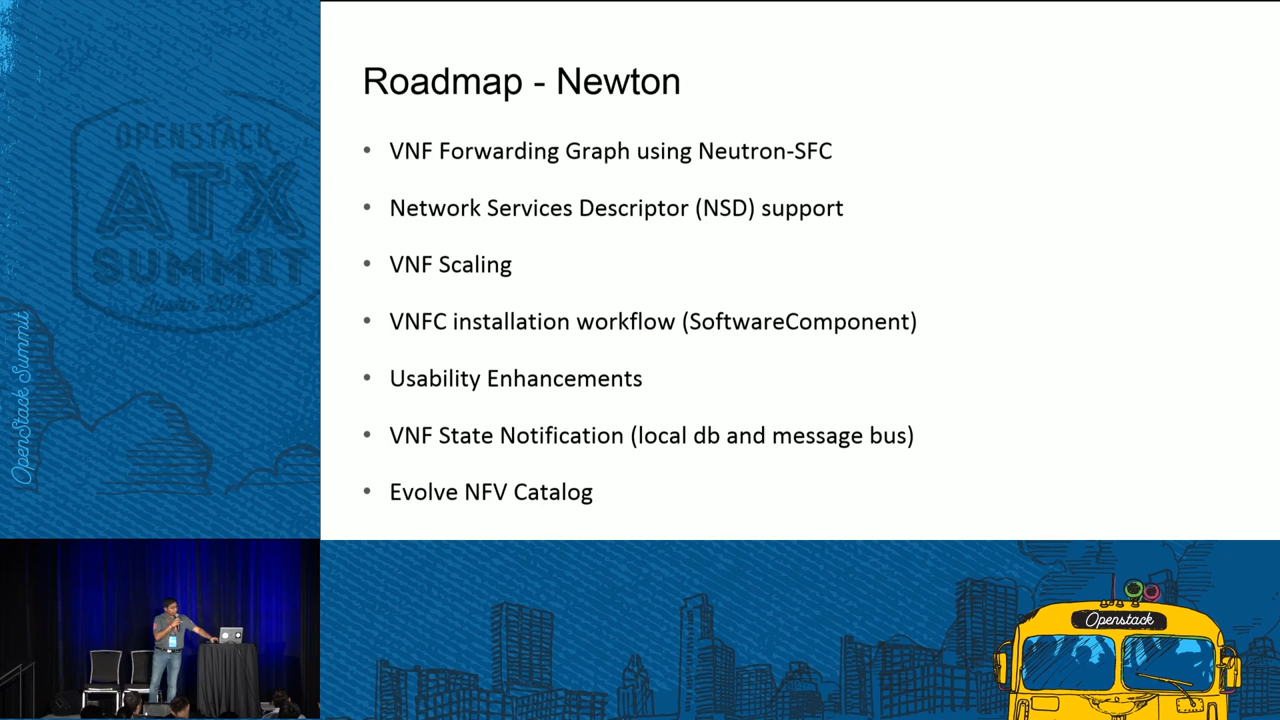 Roadmap - Newton
• VNF Forwarding Graph using Neutron-SFC
• Network Services Descriptor (NSD) support
• VNF Scaling
• VNFC installation workflow (SoftwareComponent)
• Usability Enhancements
• VNF State Notification (local db and message bus)
• Evolve NFV Catalog
OPENSTACK
ATX
SUMMIT
Austin 2016
OpenStack Summit
Openstack